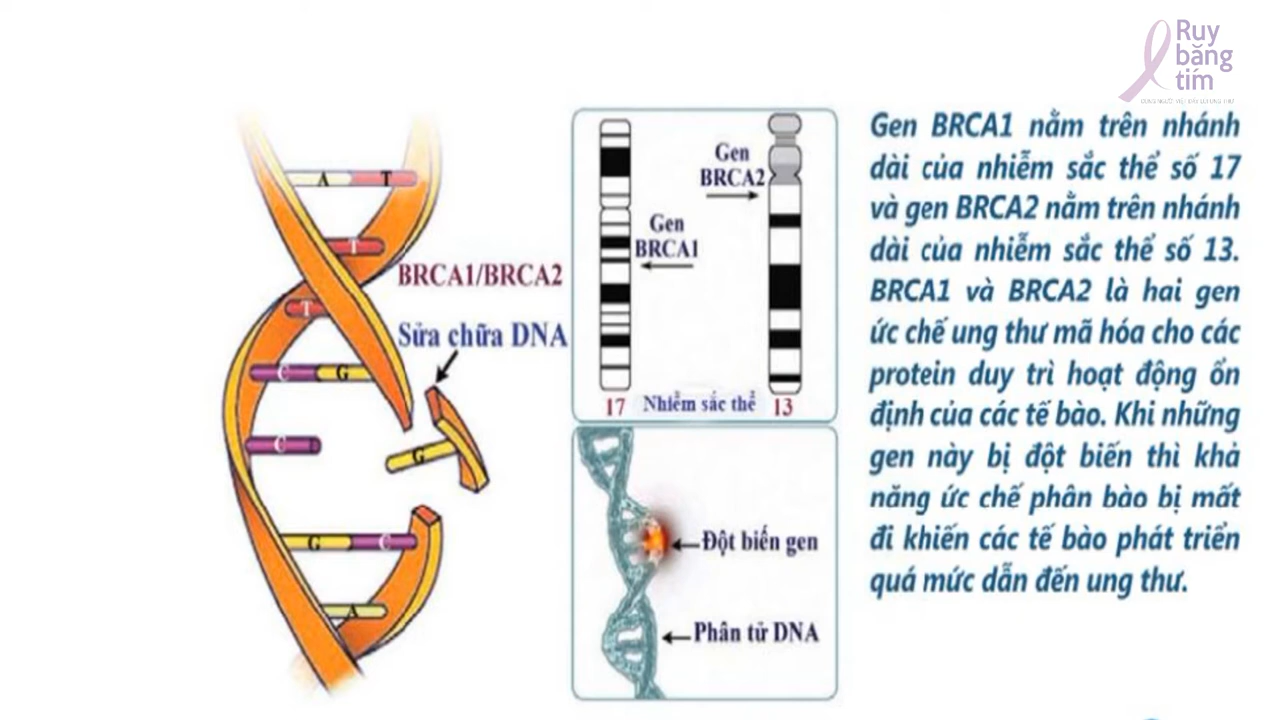 Ruy
băng
tím
A
T
T
T
C
G
C
G
G
C
A
BRCA1/BRCA2
Sửa chữa DNA
Gen
BRCA2
Gen
BRCA1
17 Nhiễm sắc thể 13
Đột biến gen
Phân tử DNA
Gen BRCA1 nằm trên nhánh
dài của nhiễm sắc thể số 17
và gen BRCA2 nằm trên nhánh
dài của nhiễm sắc thể số 13.
BRCA1 và BRCA2 là hai gen
ức chế ung thư mã hóa cho các
protein duy trì hoạt động ổn
định của các tế bào. Khi những
gen này bị đột biến thì khả
năng ức chế phân bào bị mất
đi khiến các tế bào phát triển
quá mức dẫn đến ung thư.